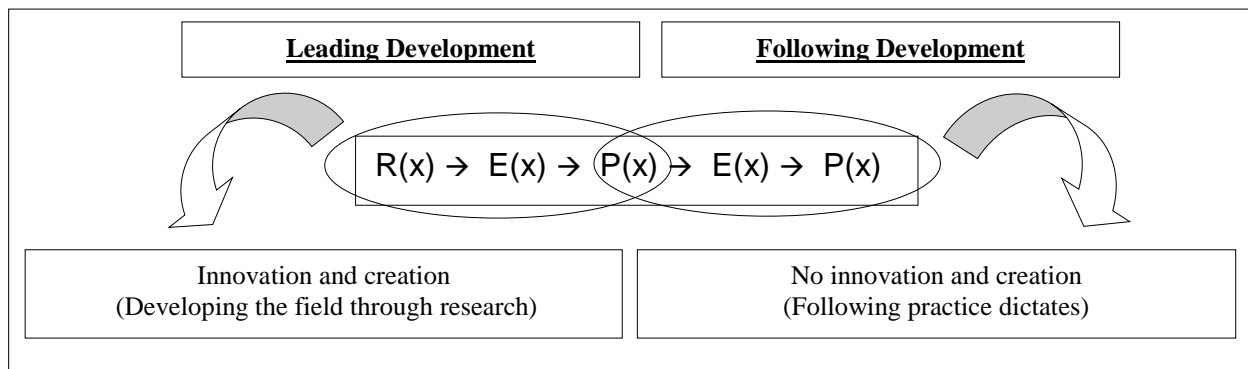 Leading Development
Following Development
R(x) → E(x) → P(x) → E(x) → P(x)
Innovation and creation
(Developing the field through research)
No innovation and creation
(Following practice dictates)